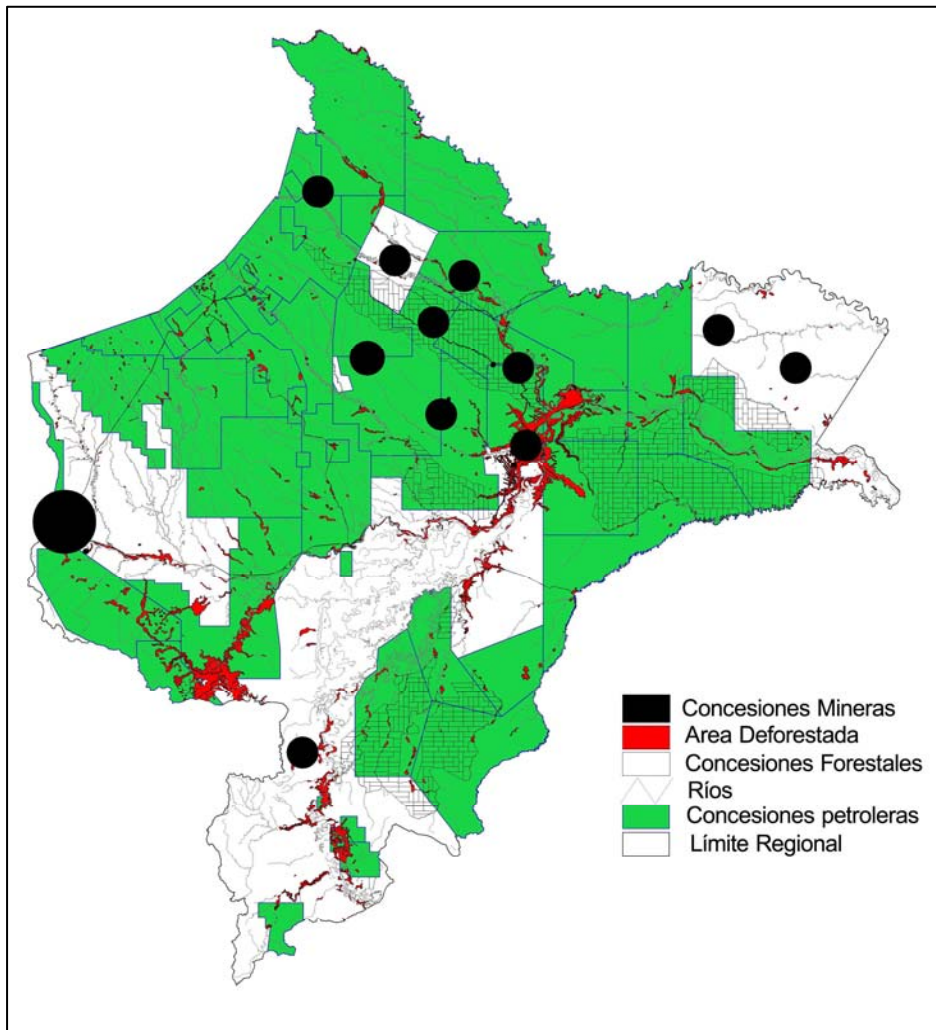 Concesiones Mineras
Area Deforestada
Concesiones Forestales
Ríos
Concesiones petroleras
Límite Regional